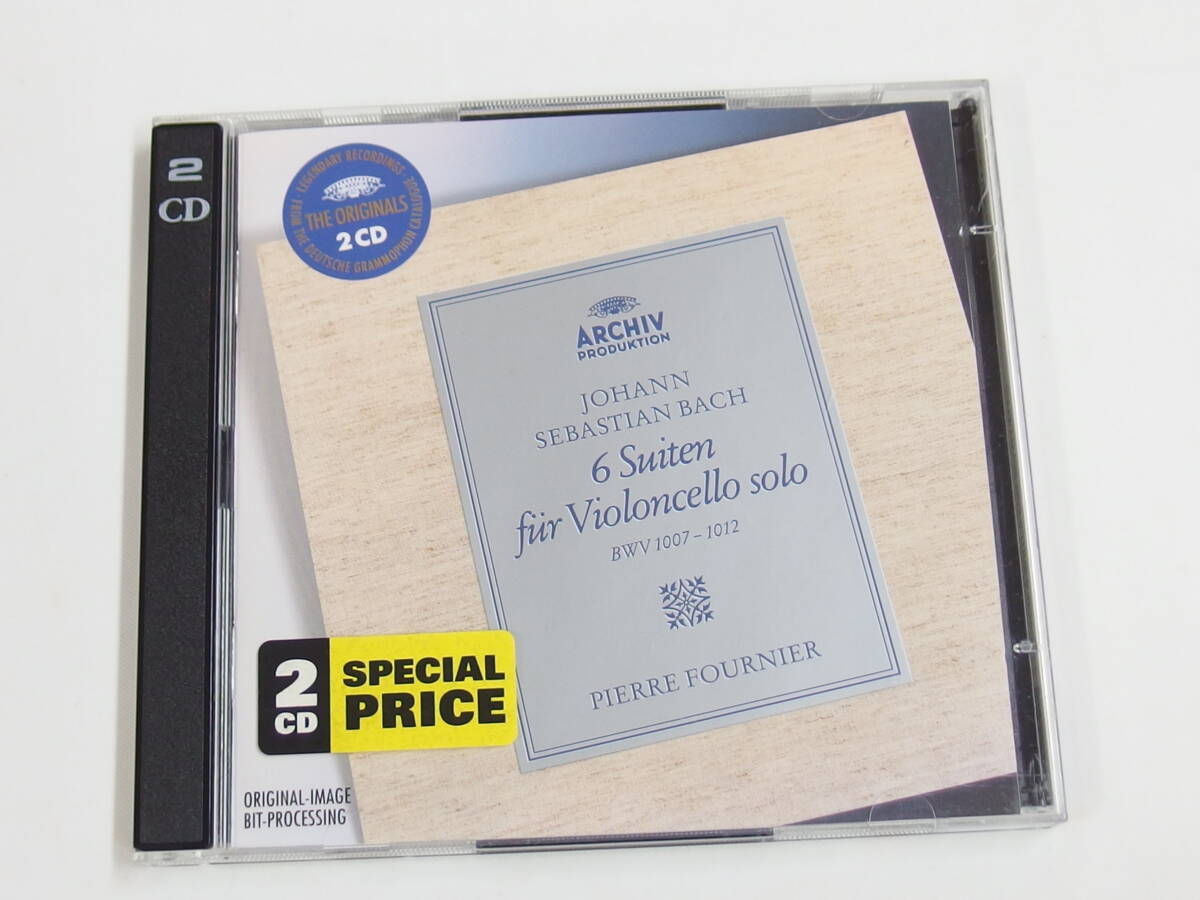 2
CD
LEGENDARY RECORDINGS · FROM THE DEUTSCHE GRAMMOPHON CATALOGUE ·
THE ORIGINALS
2 CD
ARCHIV
PRODUKTION
JOHANN
SEBASTIAN BACH
6 Suiten
für Violoncello solo
BWV 1007 – 1012
PIERRE FOURNIER
2
CD
SPECIAL
PRICE
ORIGINAL-IMAGE
BIT-PROCESSING